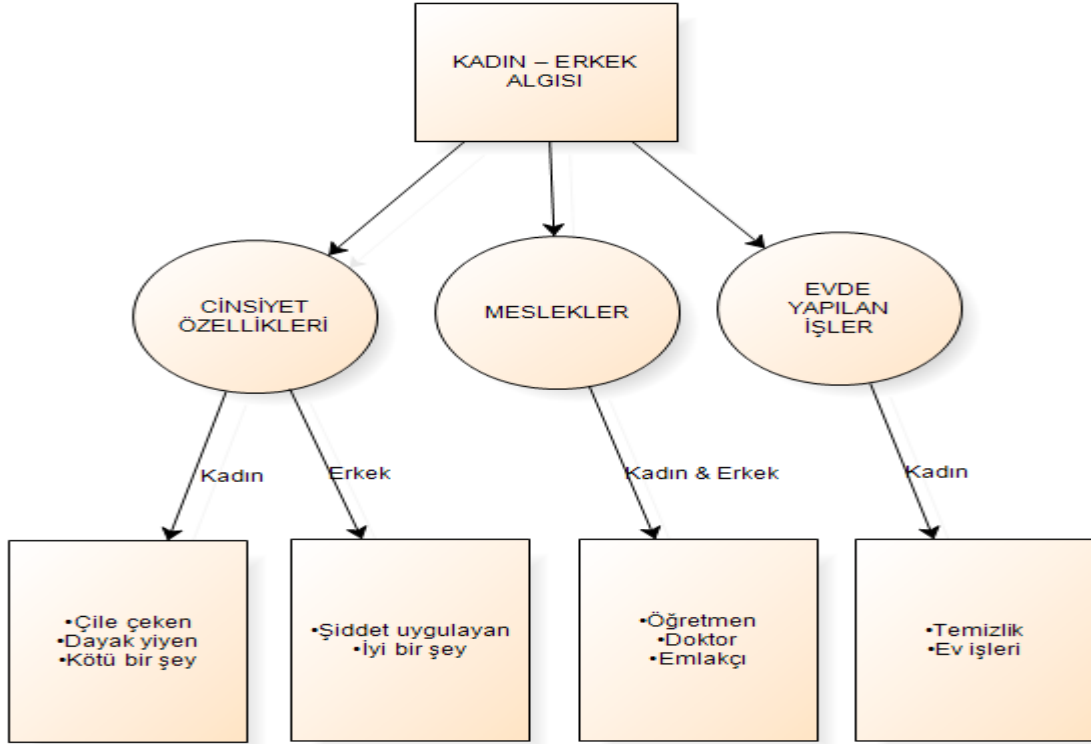 KADIN – ERKEK
ALGISI
CİNSİYET
ÖZELLİKLERİ
MESLEKLER
EVDE
YAPILAN
İŞLER
Kadın
Erkek
Kadın & Erkek
Kadın
•Çile çeken
•Dayak yiyen
•Kötü bir şey
•Şiddet uygulayan
•İyi bir şey
•Öğretmen
•Doktor
•Emlakçı
•Temizlik
•Ev işleri